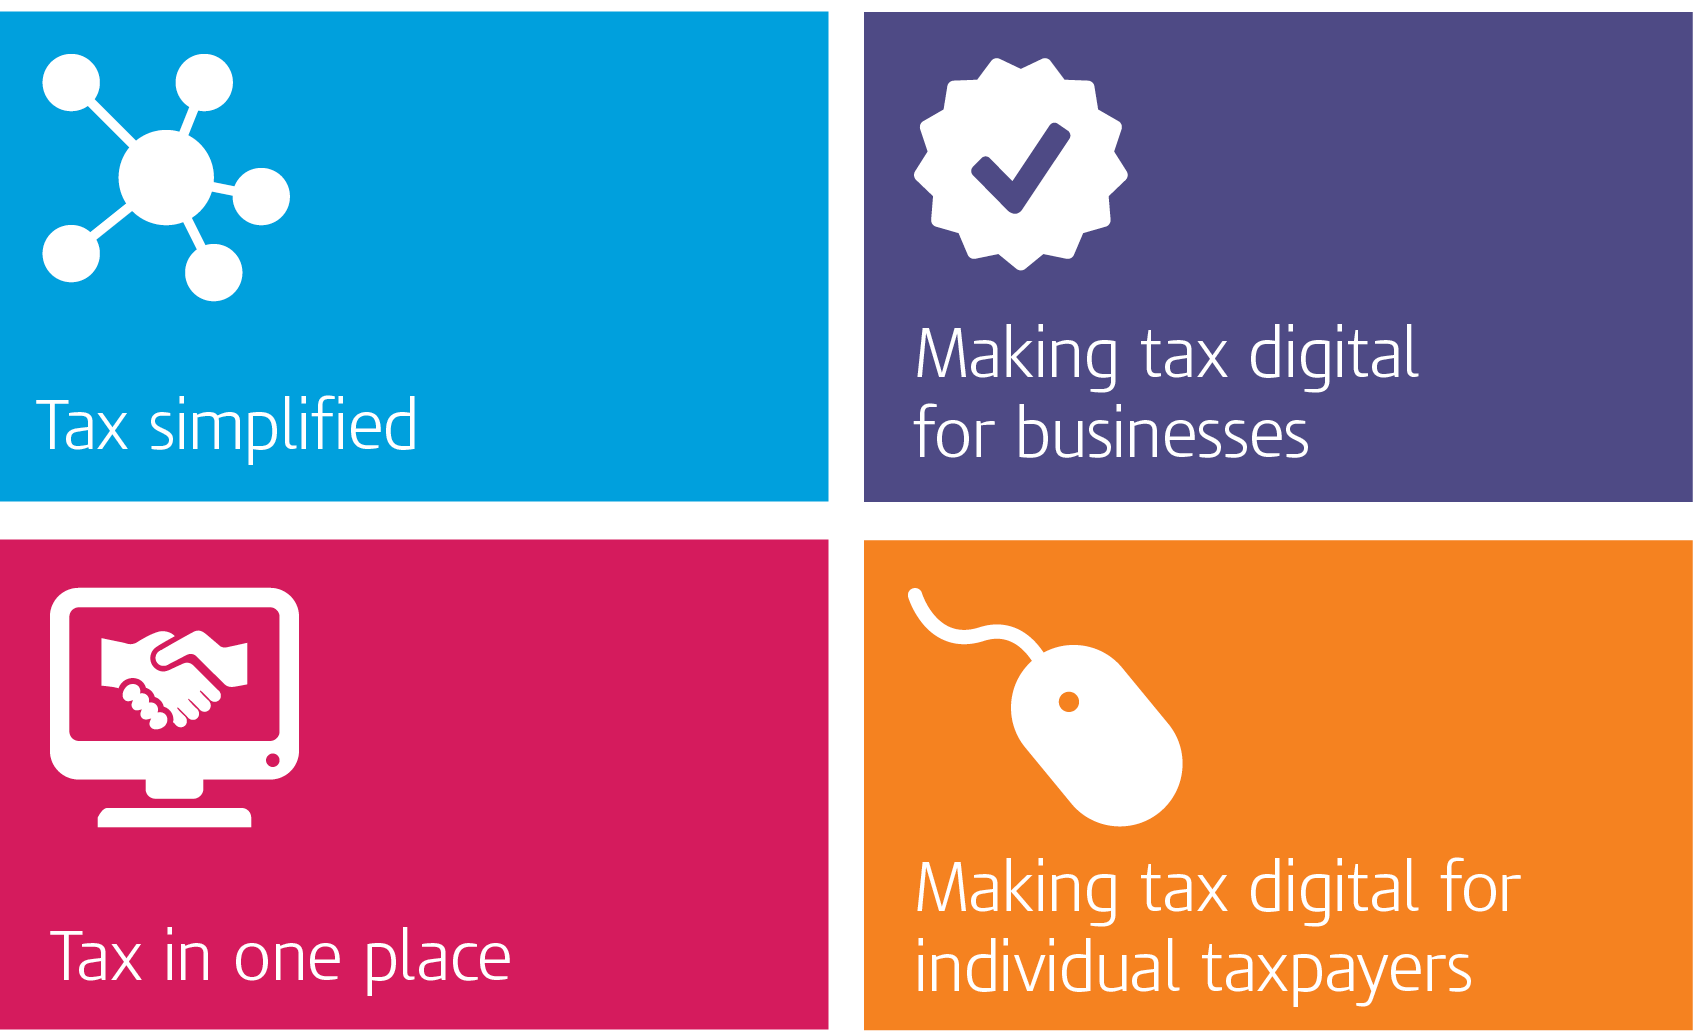 Tax simplified
Making tax digital
for businesses
Tax in one place
Making tax digital for
individual taxpayers